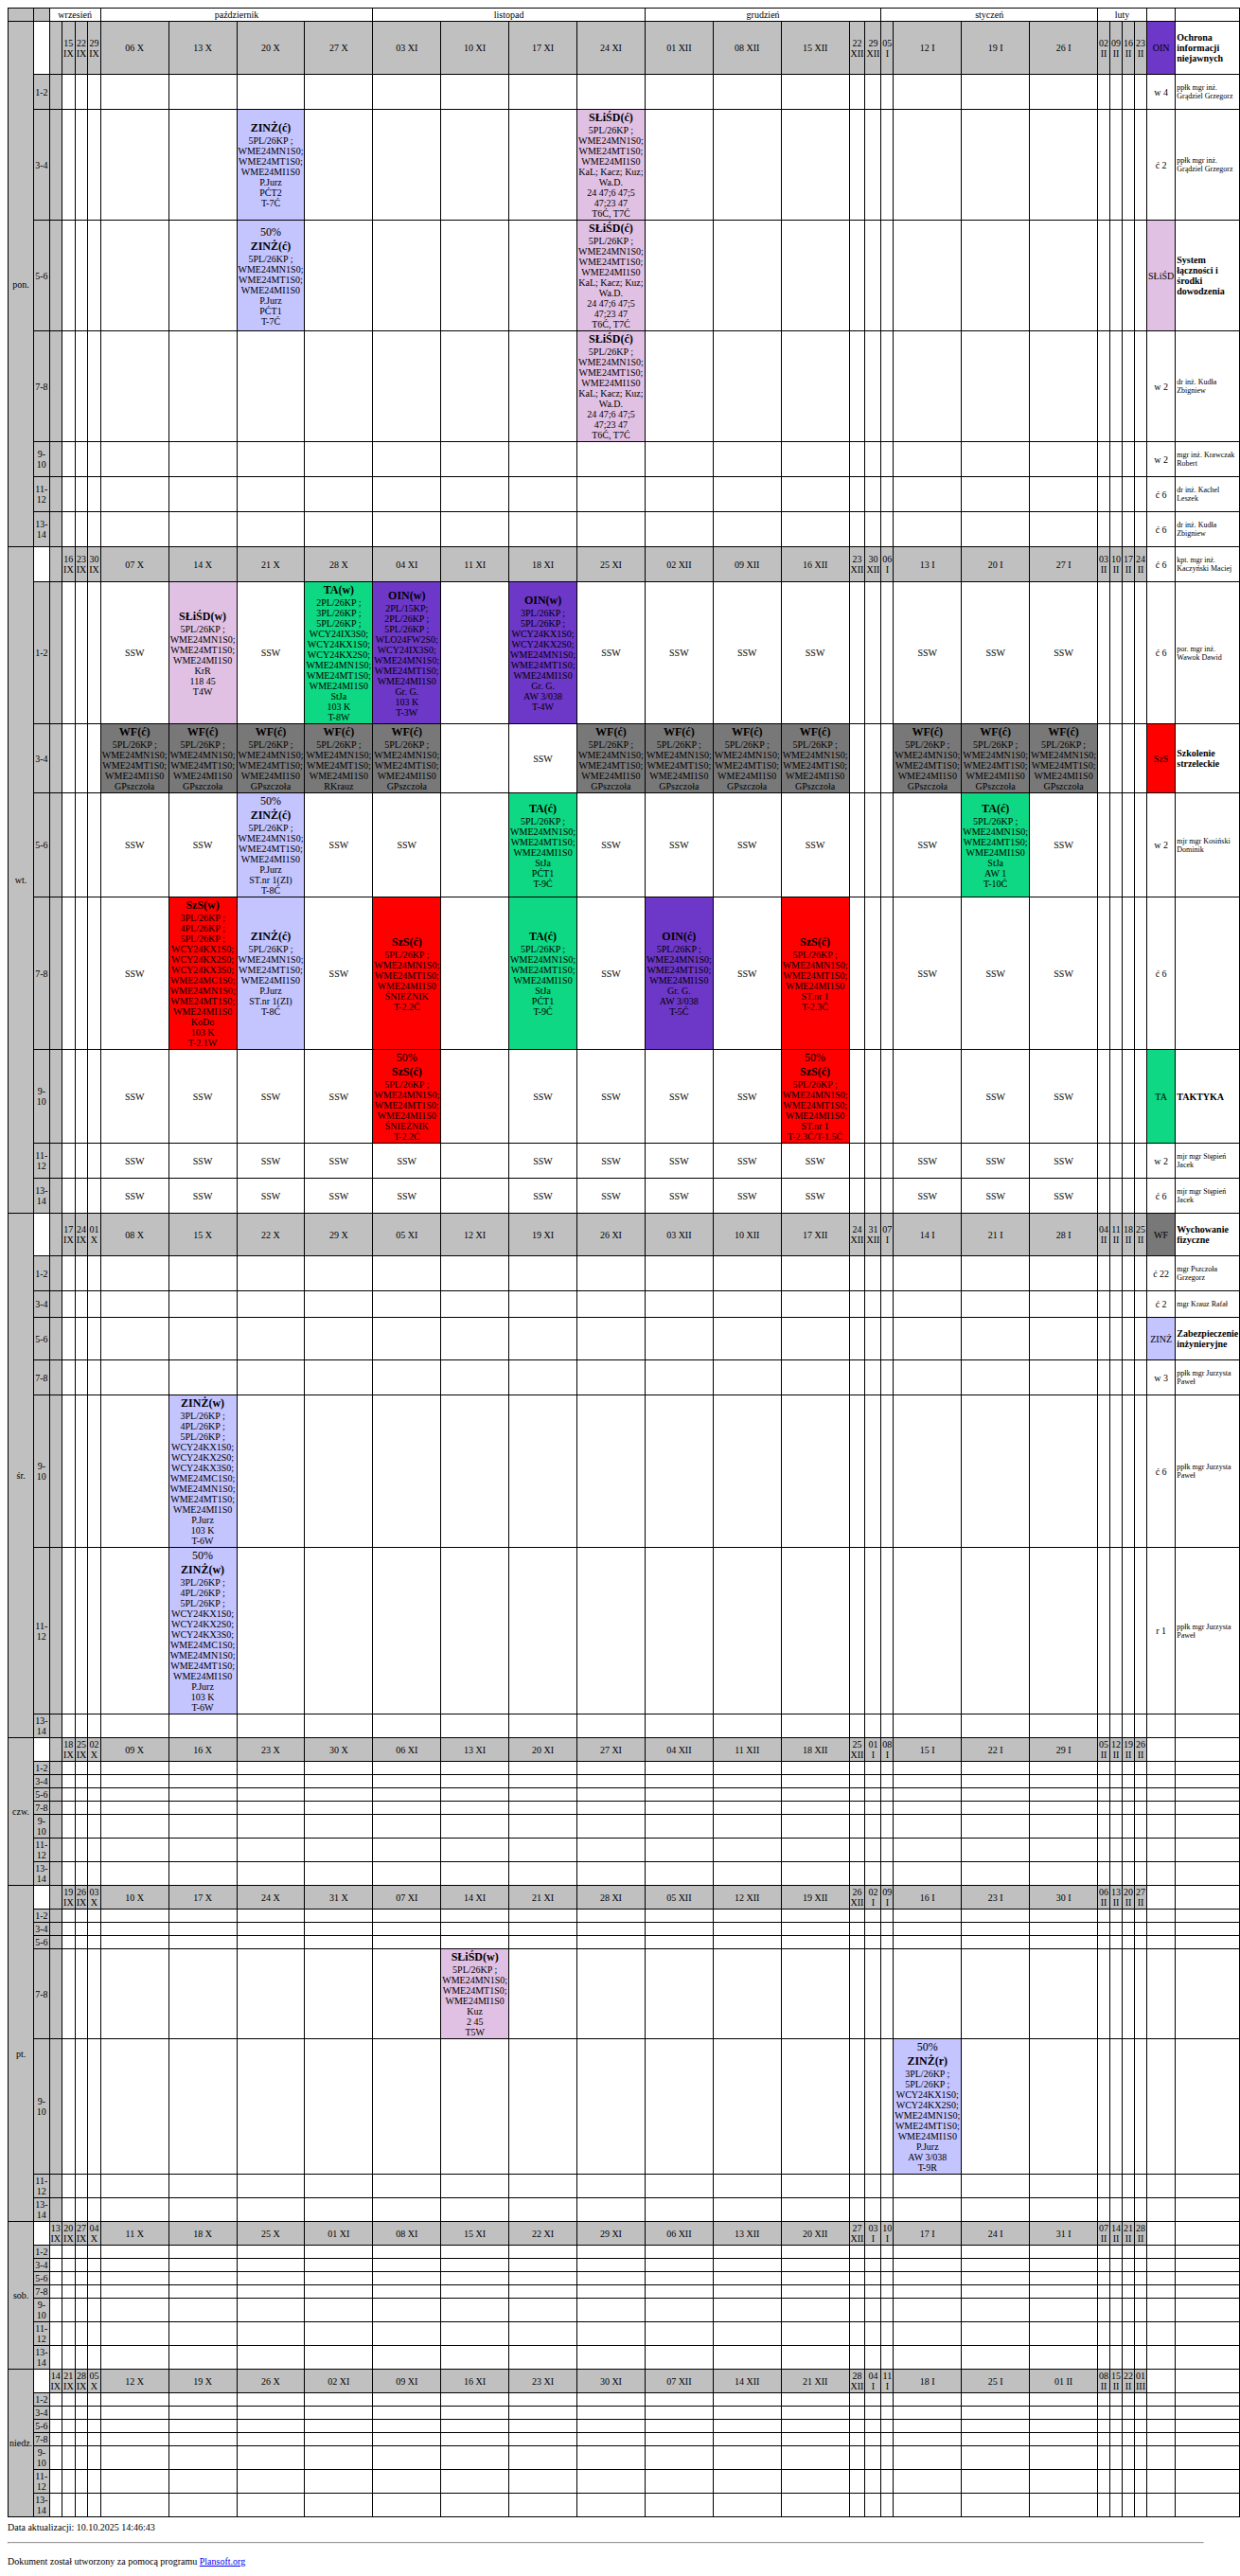 wrzesień październik listopad grudzień styczeń luty
15 IX 22 IX 29 IX 06 X 13 X 20 X 27 X 03 XI 10 XI 17 XI 24 XI 01 XII 08 XII 15 XII 22 XII 29 XII 05 I 12 I 19 I 26 I 02 II 09 II 16 II 23 II OIN Ochrona informacji niejawnych
pon.
1-2 w 4 ppłk mgr inż. Grądziel Grzegorz
3-4
ZINŻ(ć)
5PL/26KP ;
WME24MN1S0;
WME24MT1S0;
WME24MI1S0
P.Jurz
PĆT2
T-7Ć
SŁiŚD(ć)
5PL/26KP ;
WME24MN1S0;
WME24MT1S0;
WME24MI1S0
KaL; Kacz; Kuz;
Wa.D.
24 47;6 47;5
47;23 47
T6Ć, T7Ć
ć 2 ppłk mgr inż. Grądziel Grzegorz
5-6
50%
ZINŻ(ć)
5PL/26KP ;
WME24MN1S0;
WME24MT1S0;
WME24MI1S0
P.Jurz
PĆT1
T-7Ć
SŁiŚD(ć)
5PL/26KP ;
WME24MN1S0;
WME24MT1S0;
WME24MI1S0
KaL; Kacz; Kuz;
Wa.D.
24 47;6 47;5
47;23 47
T6Ć, T7Ć
SŁiŚD System łączności i środki dowodzenia
7-8
SŁiŚD(ć)
5PL/26KP ;
WME24MN1S0;
WME24MT1S0;
WME24MI1S0
KaL; Kacz; Kuz;
Wa.D.
24 47;6 47;5
47;23 47
T6Ć, T7Ć
w 2 dr inż. Kudła Zbigniew
9-10 w 2 mgr inż. Krawczak Robert
11-12 ć 6 dr inż. Kachel Leszek
13-14 ć 6 dr inż. Kudła Zbigniew
wt.
16 IX 23 IX 30 IX 07 X 14 X 21 X 28 X 04 XI 11 XI 18 XI 25 XI 02 XII 09 XII 16 XII 23 XII 30 XII 06 I 13 I 20 I 27 I 03 II 10 II 17 II 24 II ć 6 kpt. mgr inż. Kaczyński Maciej
1-2
SSW
SŁiŚD(w)
5PL/26KP ;
WME24MN1S0;
WME24MT1S0;
WME24MI1S0
KrR
118 45
T4W
SSW
TA(w)
2PL/26KP ;
3PL/26KP ;
5PL/26KP ;
WCY24IX3S0;
WCY24KX1S0;
WCY24KX2S0;
WME24MN1S0;
WME24MT1S0;
WME24MI1S0
StJa
103 K
T-8W
OIN(w)
2PL/15KP;
2PL/26KP ;
5PL/26KP ;
WLO24FW2S0;
WCY24IX3S0;
WME24MN1S0;
WME24MT1S0;
WME24MI1S0
Gr. G.
103 K
T-3W
OIN(w)
3PL/26KP ;
5PL/26KP ;
WCY24KX1S0;
WCY24KX2S0;
WME24MN1S0;
WME24MT1S0;
WME24MI1S0
Gr. G.
AW 3/038
T-4W
SSW SSW SSW SSW SSW SSW SSW
ć 6 por. mgr inż. Wawok Dawid
3-4
WF(ć)
5PL/26KP ;
WME24MN1S0;
WME24MT1S0;
WME24MI1S0
GPszczoła
WF(ć)
5PL/26KP ;
WME24MN1S0;
WME24MT1S0;
WME24MI1S0
GPszczoła
WF(ć)
5PL/26KP ;
WME24MN1S0;
WME24MT1S0;
WME24MI1S0
GPszczoła
WF(ć)
5PL/26KP ;
WME24MN1S0;
WME24MT1S0;
WME24MI1S0
RKrauz
WF(ć)
5PL/26KP ;
WME24MN1S0;
WME24MT1S0;
WME24MI1S0
GPszczoła
SSW
WF(ć)
5PL/26KP ;
WME24MN1S0;
WME24MT1S0;
WME24MI1S0
GPszczoła
WF(ć)
5PL/26KP ;
WME24MN1S0;
WME24MT1S0;
WME24MI1S0
GPszczoła
WF(ć)
5PL/26KP ;
WME24MN1S0;
WME24MT1S0;
WME24MI1S0
GPszczoła
WF(ć)
5PL/26KP ;
WME24MN1S0;
WME24MT1S0;
WME24MI1S0
GPszczoła
WF(ć)
5PL/26KP ;
WME24MN1S0;
WME24MT1S0;
WME24MI1S0
GPszczoła
WF(ć)
5PL/26KP ;
WME24MN1S0;
WME24MT1S0;
WME24MI1S0
GPszczoła
WF(ć)
5PL/26KP ;
WME24MN1S0;
WME24MT1S0;
WME24MI1S0
GPszczoła
SzS Szkolenie strzeleckie
5-6
SSW SSW
50%
ZINŻ(ć)
5PL/26KP ;
WME24MN1S0;
WME24MT1S0;
WME24MI1S0
P.Jurz
ST.nr 1(ZI)
T-8Ć
SSW SSW
TA(ć)
5PL/26KP ;
WME24MN1S0;
WME24MT1S0;
WME24MI1S0
StJa
PĆT1
T-9Ć
SSW SSW SSW SSW SSW
TA(ć)
5PL/26KP ;
WME24MN1S0;
WME24MT1S0;
WME24MI1S0
StJa
AW 1
T-10Ć
SSW
w 2 mjr mgr Kosiński Dominik
7-8
SSW
SzS(w)
3PL/26KP ;
4PL/26KP ;
5PL/26KP ;
WCY24KX1S0;
WCY24KX2S0;
WCY24KX3S0;
WME24MC1S0;
WME24MN1S0;
WME24MT1S0;
WME24MI1S0
KoDo
103 K
T-2.1W
ZINŻ(ć)
5PL/26KP ;
WME24MN1S0;
WME24MT1S0;
WME24MI1S0
P.Jurz
ST.nr 1(ZI)
T-8Ć
SSW
SzS(ć)
5PL/26KP ;
WME24MN1S0;
WME24MT1S0;
WME24MI1S0
ŚNIEŻNIK
T-2.2Ć
TA(ć)
5PL/26KP ;
WME24MN1S0;
WME24MT1S0;
WME24MI1S0
StJa
PĆT1
T-9Ć
SSW
OIN(ć)
5PL/26KP ;
WME24MN1S0;
WME24MT1S0;
WME24MI1S0
Gr. G.
AW 3/038
T-5Ć
SSW
SzS(ć)
5PL/26KP ;
WME24MN1S0;
WME24MT1S0;
WME24MI1S0
ST.nr 1
T-2.3Ć
SSW SSW SSW
ć 6
9-10
SSW SSW SSW SSW
50%
SzS(ć)
5PL/26KP ;
WME24MN1S0;
WME24MT1S0;
WME24MI1S0
ŚNIEŻNIK
T-2.2Ć
SSW SSW SSW SSW
50%
SzS(ć)
5PL/26KP ;
WME24MN1S0;
WME24MT1S0;
WME24MI1S0
ST.nr 1
T-2.3Ć/T-1.5Ć
SSW SSW
TA TAKTYKA
11-12 SSW SSW SSW SSW SSW SSW SSW SSW SSW SSW SSW SSW SSW w 2 mjr mgr Stępień Jacek
13-14 SSW SSW SSW SSW SSW SSW SSW SSW SSW SSW SSW SSW SSW ć 6 mjr mgr Stępień Jacek
śr.
17 IX 24 IX 01 X 08 X 15 X 22 X 29 X 05 XI 12 XI 19 XI 26 XI 03 XII 10 XII 17 XII 24 XII 31 XII 07 I 14 I 21 I 28 I 04 II 11 II 18 II 25 II WF Wychowanie fizyczne
1-2 ć 22 mgr Pszczoła Grzegorz
3-4 ć 2 mgr Krauz Rafał
5-6 ZINŻ Zabezpieczenie inżynieryjne
7-8 w 3 ppłk mgr Jurzysta Paweł
9-10
ZINŻ(w)
3PL/26KP ;
4PL/26KP ;
5PL/26KP ;
WCY24KX1S0;
WCY24KX2S0;
WCY24KX3S0;
WME24MC1S0;
WME24MN1S0;
WME24MT1S0;
WME24MI1S0
P.Jurz
103 K
T-6W
ć 6 ppłk mgr Jurzysta Paweł
11-12
50%
ZINŻ(w)
3PL/26KP ;
4PL/26KP ;
5PL/26KP ;
WCY24KX1S0;
WCY24KX2S0;
WCY24KX3S0;
WME24MC1S0;
WME24MN1S0;
WME24MT1S0;
WME24MI1S0
P.Jurz
103 K
T-6W
r 1 ppłk mgr Jurzysta Paweł
13-14
czw.
18 IX 25 IX 02 X 09 X 16 X 23 X 30 X 06 XI 13 XI 20 XI 27 XI 04 XII 11 XII 18 XII 25 XII 01 I 08 I 15 I 22 I 29 I 05 II 12 II 19 II 26 II
1-2
3-4
5-6
7-8
9-10
11-12
13-14
pt.
19 IX 26 IX 03 X 10 X 17 X 24 X 31 X 07 XI 14 XI 21 XI 28 XI 05 XII 12 XII 19 XII 26 XII 02 I 09 I 16 I 23 I 30 I 06 II 13 II 20 II 27 II
1-2
3-4
5-6
7-8
SŁiŚD(w)
5PL/26KP ;
WME24MN1S0;
WME24MT1S0;
WME24MI1S0
Kuz
2 45
T5W
9-10
50%
ZINŻ(r)
3PL/26KP ;
5PL/26KP ;
WCY24KX1S0;
WCY24KX2S0;
WME24MN1S0;
WME24MT1S0;
WME24MI1S0
P.Jurz
AW 3/038
T-9R
11-12
13-14
sob.
13 IX 20 IX 27 IX 04 X 11 X 18 X 25 X 01 XI 08 XI 15 XI 22 XI 29 XI 06 XII 13 XII 20 XII 27 XII 03 I 10 I 17 I 24 I 31 I 07 II 14 II 21 II 28 II
1-2
3-4
5-6
7-8
9-10
11-12
13-14
niedz.
14 IX 21 IX 28 IX 05 X 12 X 19 X 26 X 02 XI 09 XI 16 XI 23 XI 30 XI 07 XII 14 XII 21 XII 28 XII 04 I 11 I 18 I 25 I 01 II 08 II 15 II 22 II 01 III
1-2
3-4
5-6
7-8
9-10
11-12
13-14
Data aktualizacji: 10.10.2025 14:46:43
Dokument został utworzony za pomocą programu Plansoft.org